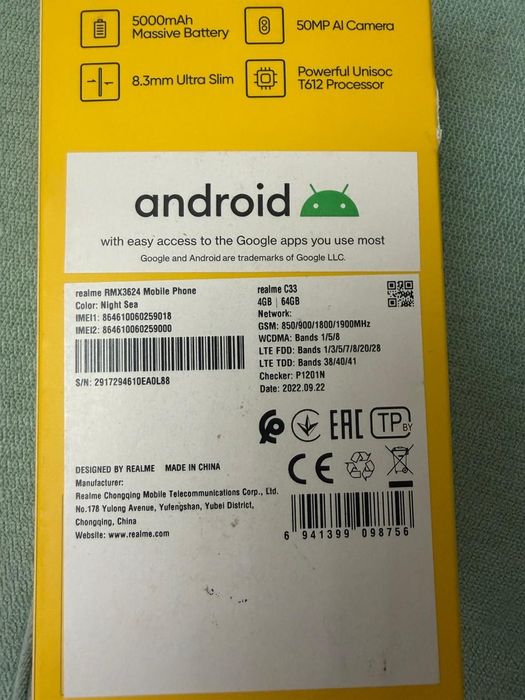 5000mAh
Massive Battery
50MP AI Camera
8.3mm Ultra Slim
Powerful Unisoc
T612 Processor
android
with easy access to the Google apps you use most
Google and Android are trademarks of Google LLC.
realme RMX3624 Mobile Phone
Color: Night Sea
IMEI1: 864610060259018
IMEI2: 864610060259000
S/N: 2917294610EA0L88
realme C33
4GB | 64GB
Network:
GSM: 850/900/1800/1900MHz
WCDMA: Bands 1/5/8
LTE FDD: Bands 1/3/5/7/8/20/28
LTE TDD: Bands 38/40/41
Checker: P1201N
Date: 2022.09.22
EAC TP BY
CE
DESIGNED BY REALME MADE IN CHINA
Manufacturer:
Realme Chongqing Mobile Telecommunications Corp., Ltd.
No.178 Yulong Avenue, Yufengshan, Yubei District,
Chongqing, China
Website: www.realme.com
6 941399 098756